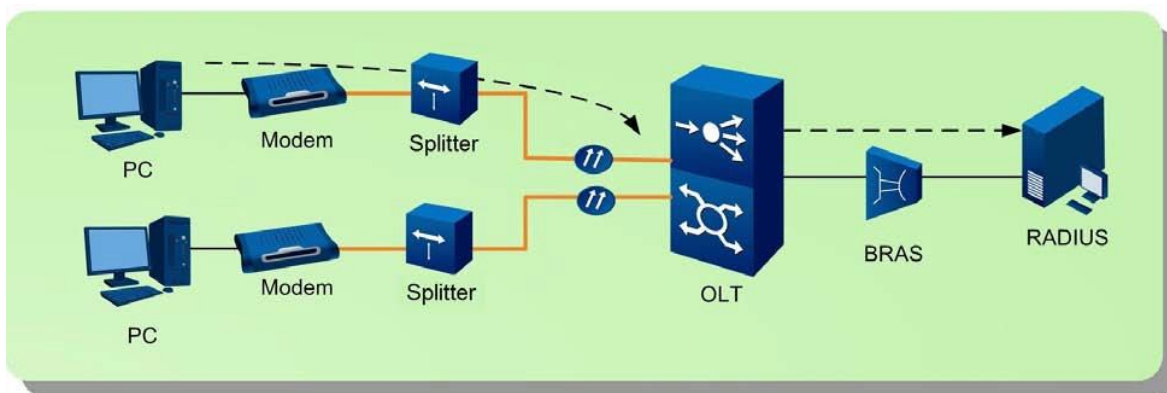 PC
Modem
Splitter
OLT
BRAS
RADIUS
PC
Modem
Splitter